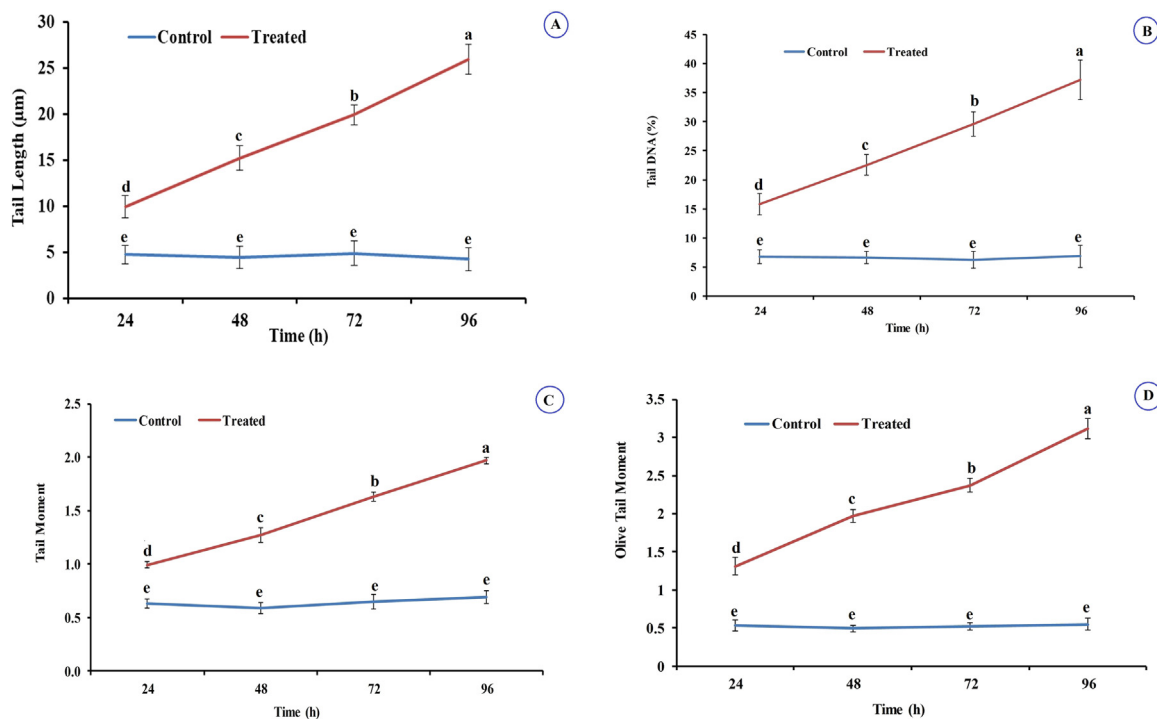 A
Control Treated
Tail Length (µm)
30
25
20
15
10
5
0
a
b
c
d
e e e e
24 48 72 96
Time (h)
B
Control Treated
Tail DNA (%)
45
40
35
30
25
20
15
10
5
0
a
b
c
d
e e e e
24 48 72 96
Time (h)
C
Control Treated
Tail Moment
2.5
2.0
1.5
1.0
0.5
0.0
a
b
c
d
e e e e
24 48 72 96
Time (h)
D
Control Treated
Olive Tail Moment
3.5
3
2.5
2
1.5
1
0.5
0
a
b
c
d
e e e e
24 48 72 96
Time (h)